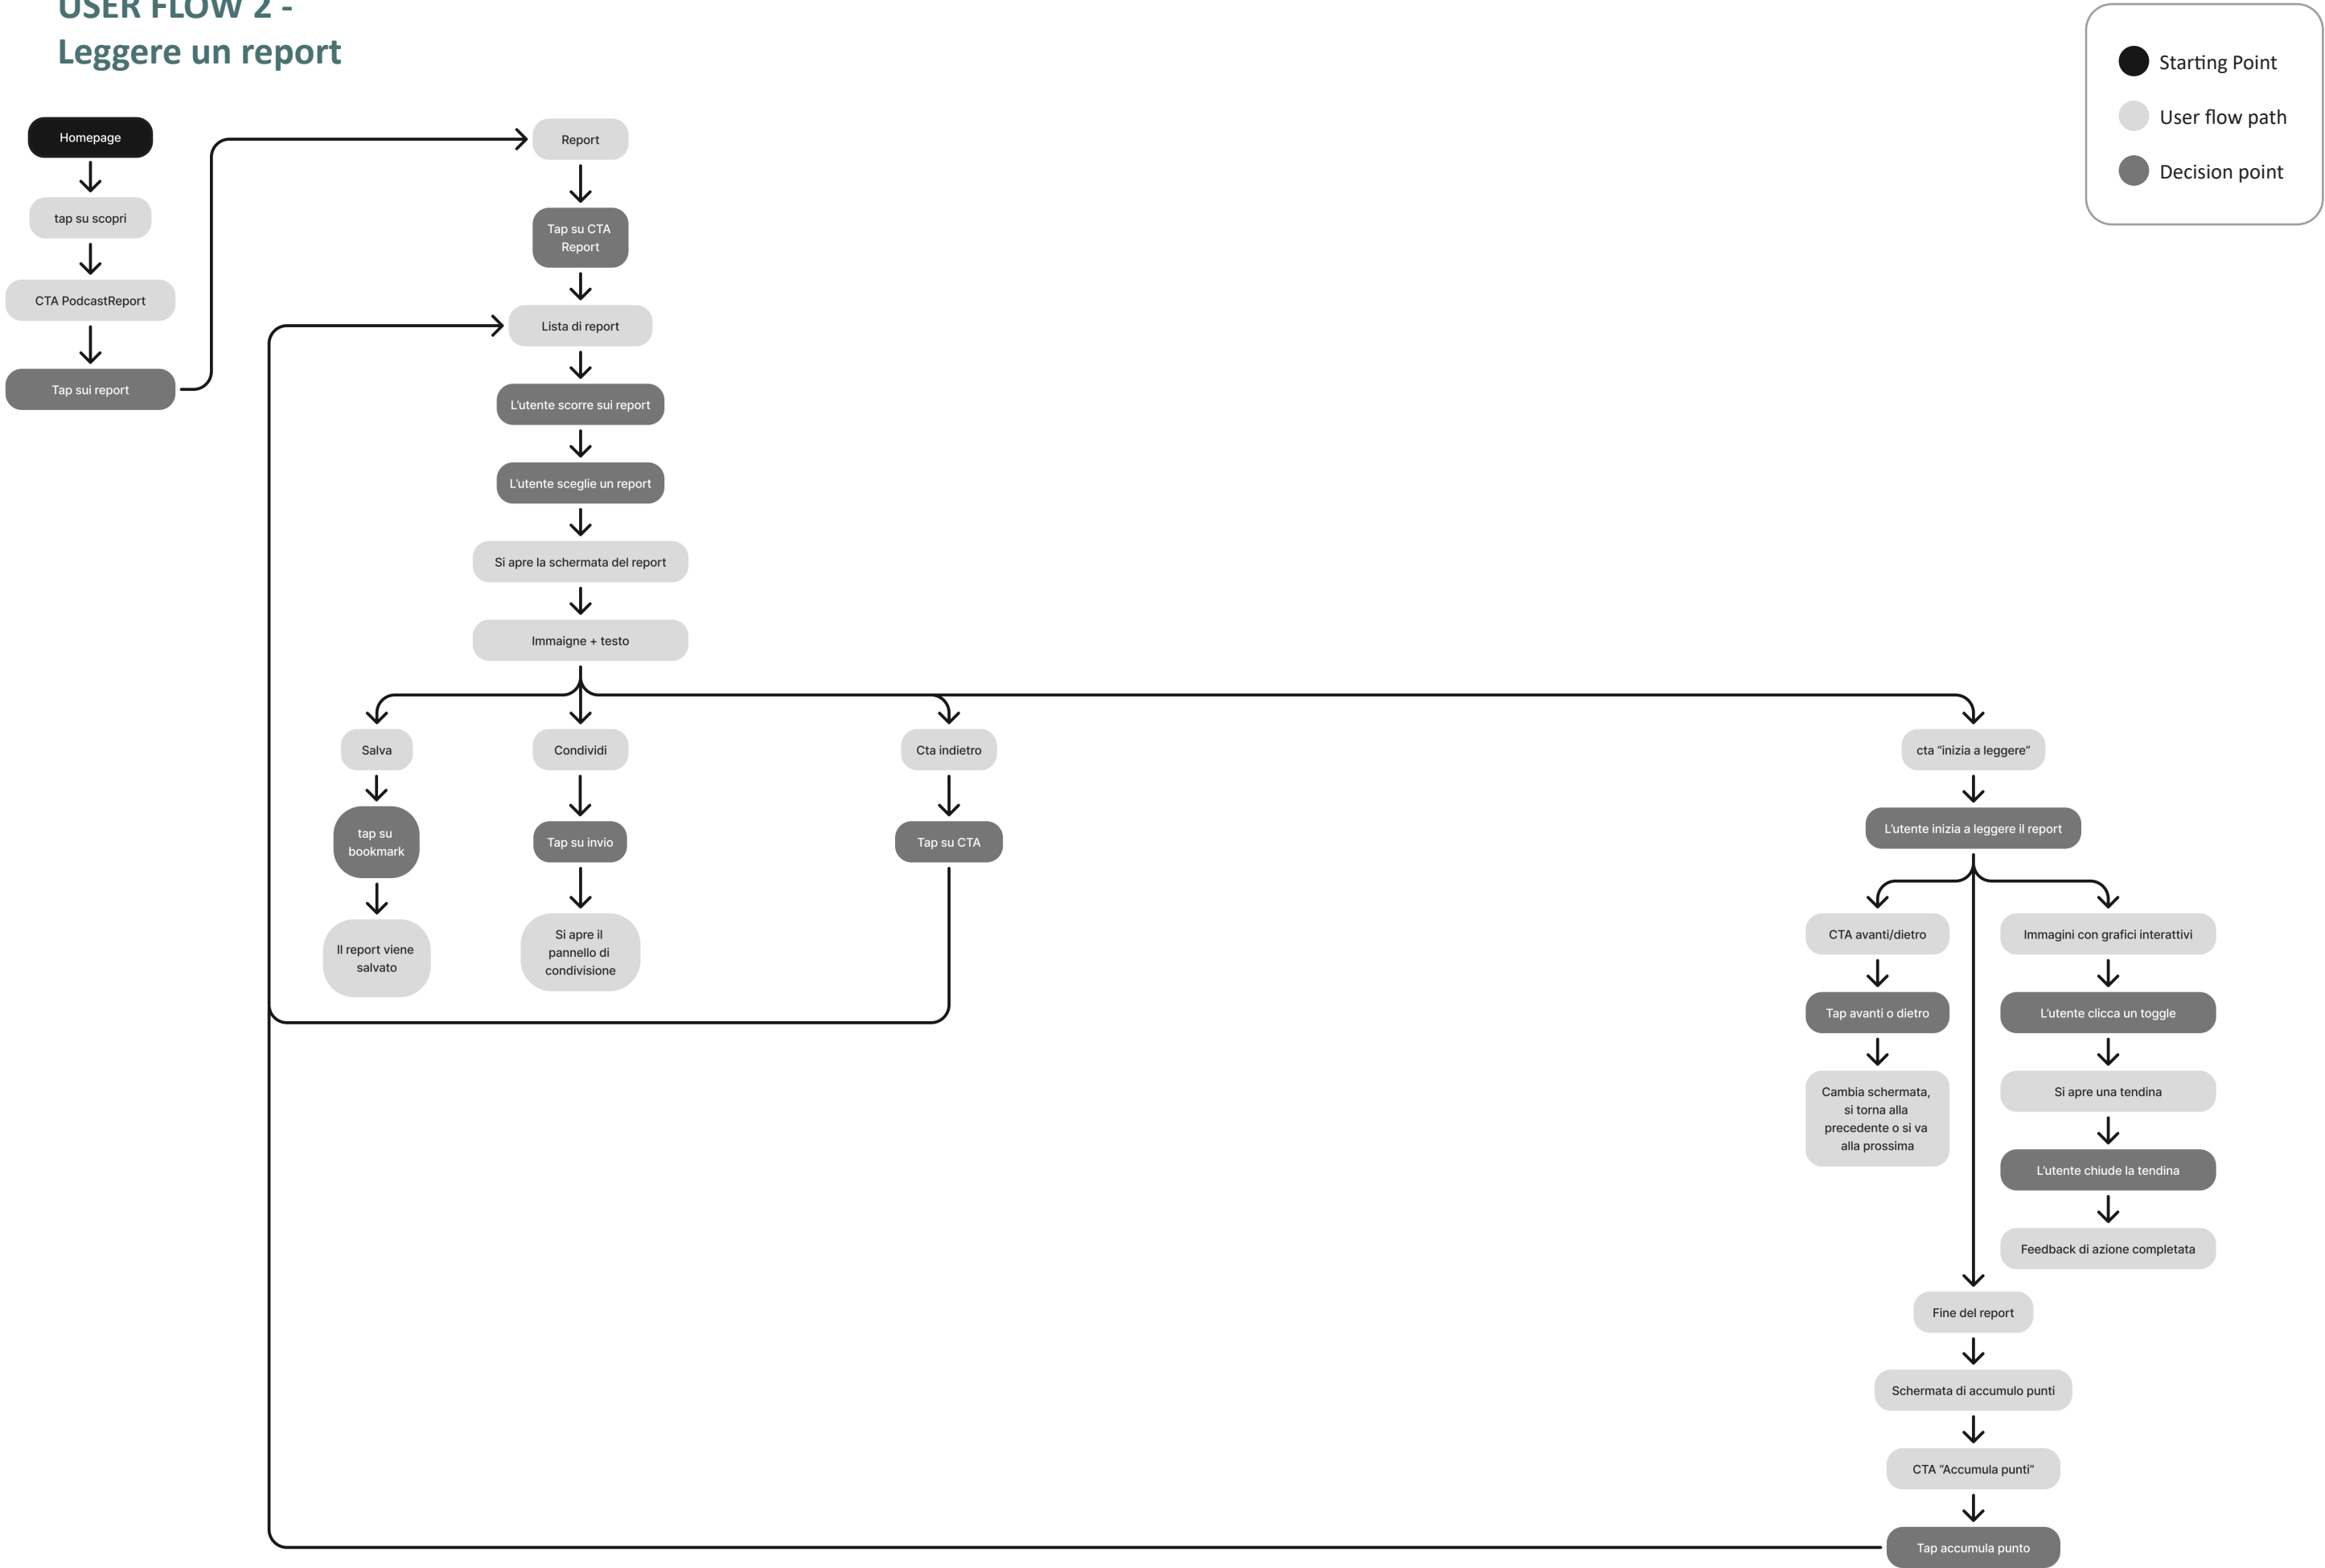 USER FLOW 2 -
Leggere un report
Starting Point
User flow path
Decision point
Homepage
tap su scopri
CTA PodcastReport
Tap sui report
Report
Tap su CTA
Report
Lista di report
L'utente scorre sui report
L'utente sceglie un report
Si apre la schermata del report
Immaigne + testo
Salva
tap su
bookmark
Il report viene
salvato
Condividi
Tap su invio
Si apre il
pannello di
condivisione
Cta indietro
Tap su CTA
cta "inizia a leggere"
L'utente inizia a leggere il report
CTA avanti/dietro
Tap avanti o dietro
Cambia schermata,
si torna alla
precedente o si va
alla prossima
Immagini con grafici interattivi
L'utente clicca un toggle
Si apre una tendina
L'utente chiude la tendina
Feedback di azione completata
Fine del report
Schermata di accumulo punti
CTA "Accumula punti"
Tap accumula punto